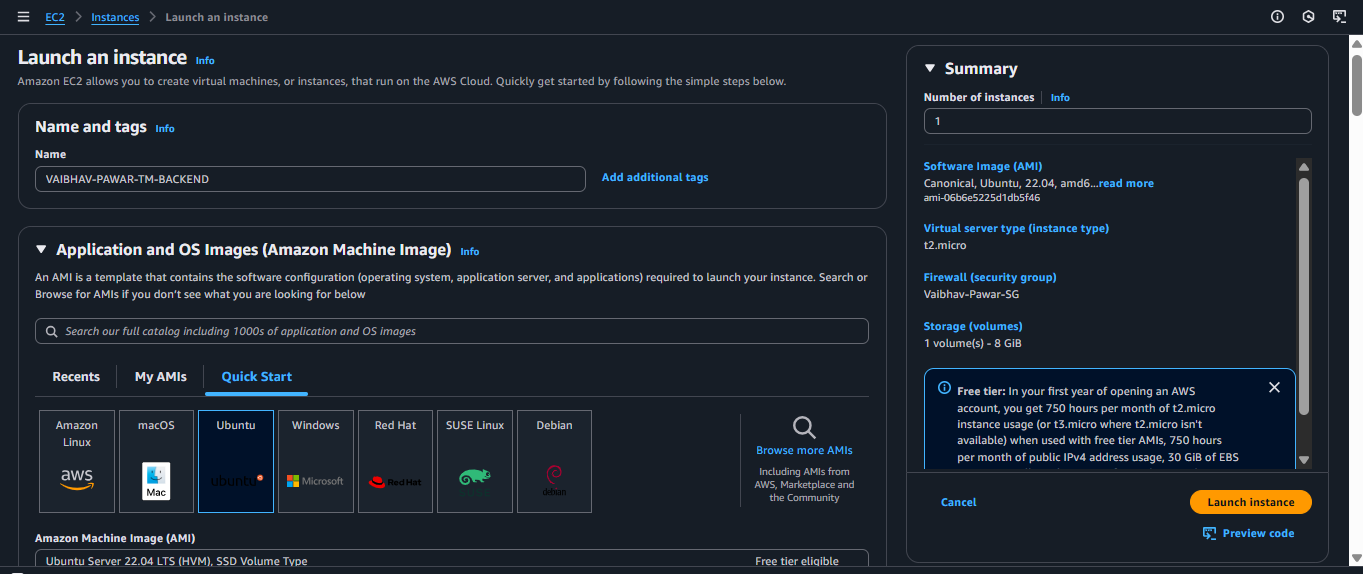 EC2 > Instances > Launch an instance
Launch an instance Info
Amazon EC2 allows you to create virtual machines, or instances, that run on the AWS Cloud. Quickly get started by following the simple steps below.
Name and tags Info
Name
VAIBHAV-PAWAR-TM-BACKEND
Add additional tags
Application and OS Images (Amazon Machine Image) Info
An AMI is a template that contains the software configuration (operating system, application server, and applications) required to launch your instance. Search or
Browse for AMIs if you don't see what you are looking for below
Search our full catalog including 1000s of application and OS images
Recents
My AMIs
Quick Start
Amazon
Linux
aws
macOS
Mac
Ubuntu
ubuntu
Windows
Microsoft
Red Hat
Red Hat
SUSE Linux
Debian
debian
Browse more AMIs
Including AMIs from
AWS, Marketplace and
the Community
Amazon Machine Image (AMI)
Ubuntu Server 22.04 LTS (HVM), SSD Volume Type
Free tier eligible
Summary
Number of instances Info
1
Software Image (AMI)
Canonical, Ubuntu, 22.04, amd6...read more
ami-06b6e5225d1db5f46
Virtual server type (instance type)
t2.micro
Firewall (security group)
Vaibhav-Pawar-SG
Storage (volumes)
1 volume(s) - 8 GiB
Free tier: In your first year of opening an AWS
account, you get 750 hours per month of t2.micro
instance usage (or t3.micro where t2.micro isn't
available) when used with free tier AMIs, 750 hours
per month of public IPv4 address usage, 30 GiB of EBS
Cancel
Launch instance
Preview code